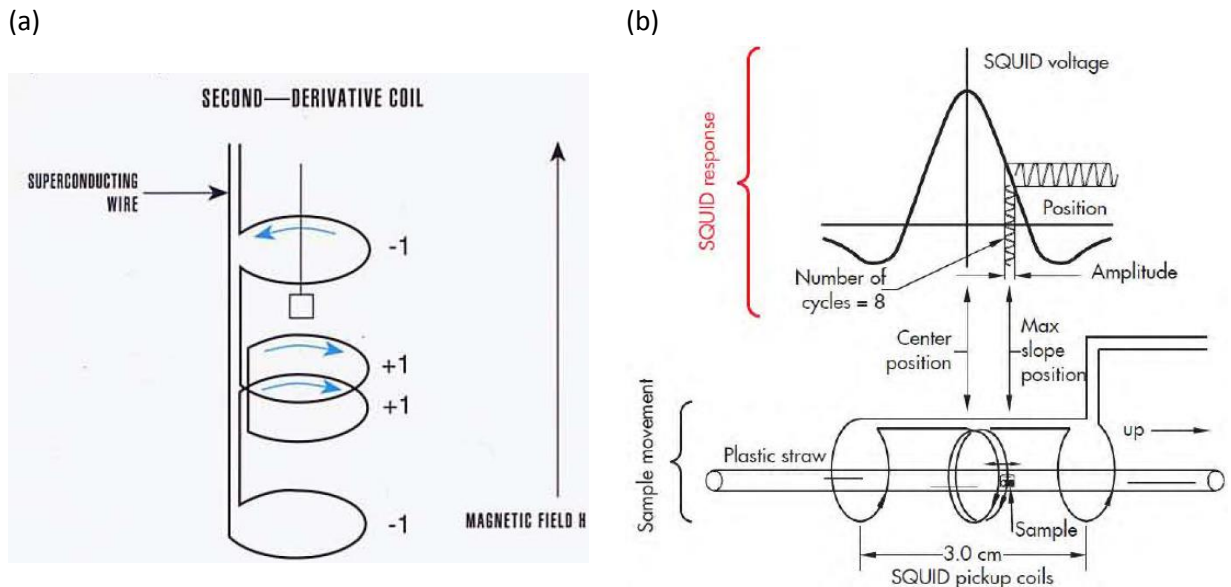 (a)
SECOND—DERIVATIVE COIL
SUPERCONDUCTING
WIRE
-1
+1
+1
-1
MAGNETIC FIELD H
(b)
SQUID response
SQUID voltage
Position
Number of
cycles = 8
Amplitude
Center
position
Max
slope
position
Sample movement
up
Plastic straw
Sample
3.0 cm
SQUID pickup coils